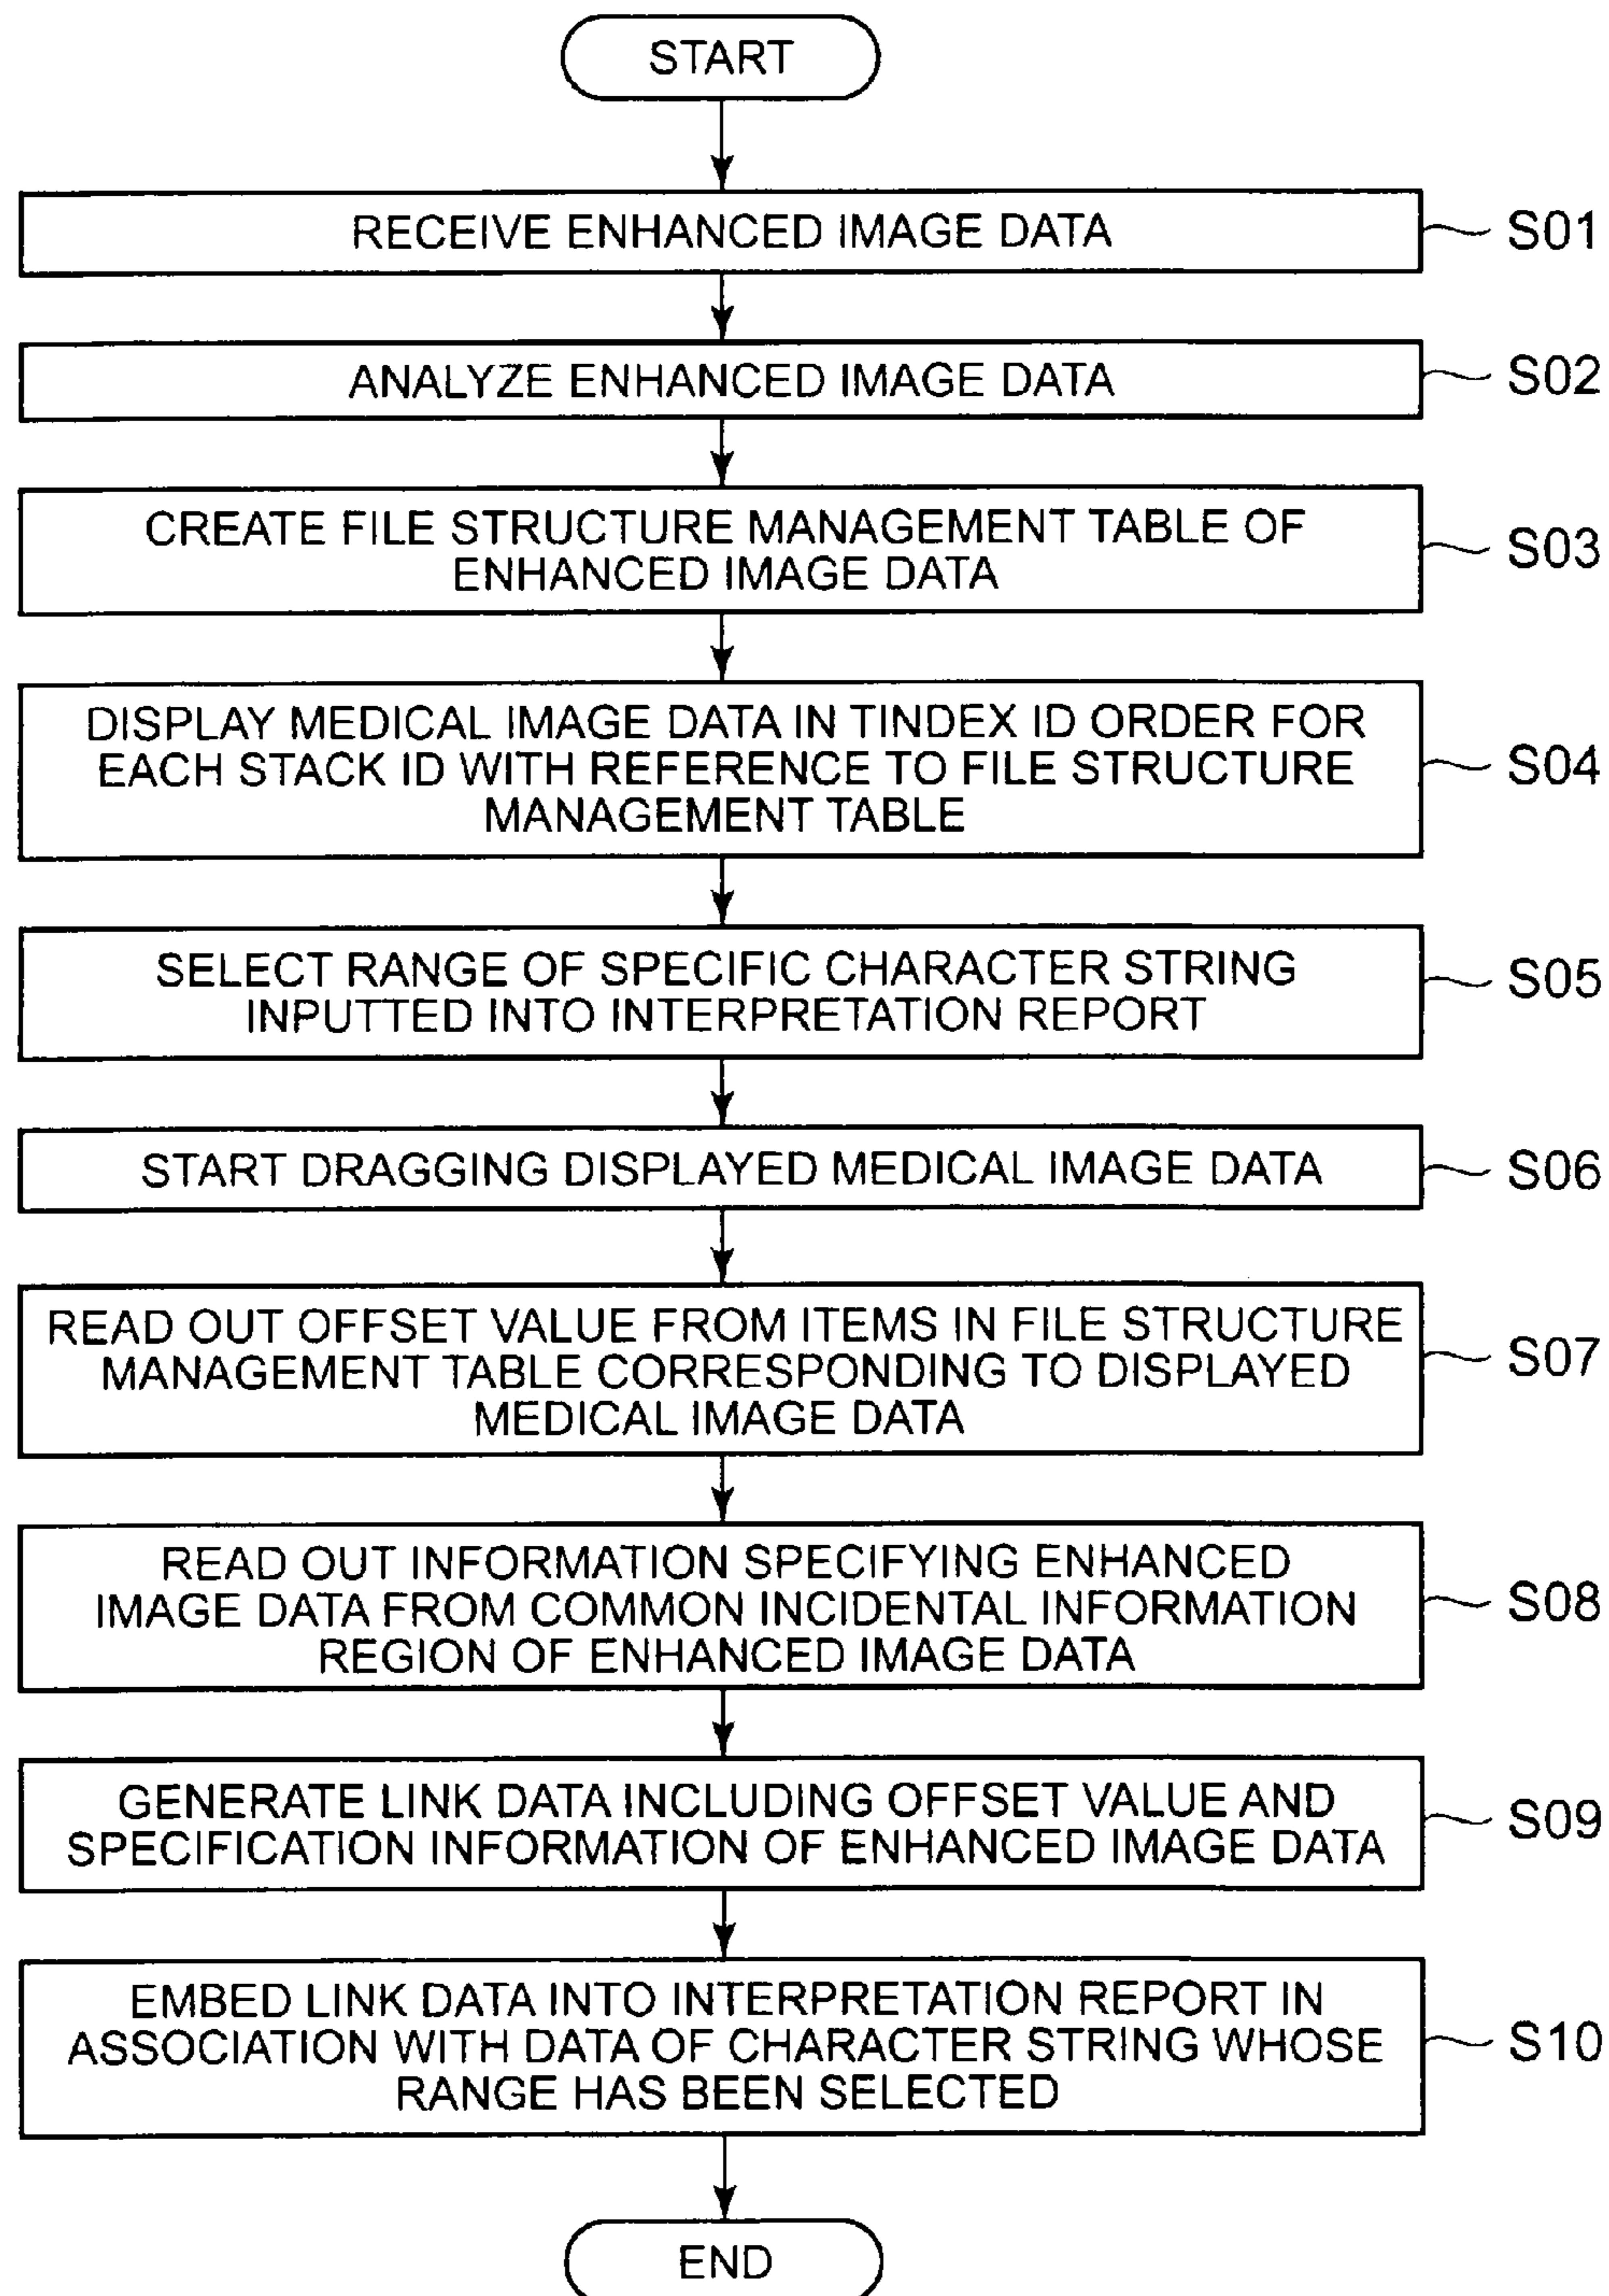 START
RECEIVE ENHANCED IMAGE DATA
S01
ANALYZE ENHANCED IMAGE DATA
S02
CREATE FILE STRUCTURE MANAGEMENT TABLE OF
ENHANCED IMAGE DATA
S03
DISPLAY MEDICAL IMAGE DATA IN TINDEX ID ORDER FOR
EACH STACK ID WITH REFERENCE TO FILE STRUCTURE
MANAGEMENT TABLE
S04
SELECT RANGE OF SPECIFIC CHARACTER STRING
INPUTTED INTO INTERPRETATION REPORT
S05
START DRAGGING DISPLAYED MEDICAL IMAGE DATA
S06
READ OUT OFFSET VALUE FROM ITEMS IN FILE STRUCTURE
MANAGEMENT TABLE CORRESPONDING TO DISPLAYED
MEDICAL IMAGE DATA
S07
READ OUT INFORMATION SPECIFYING ENHANCED
IMAGE DATA FROM COMMON INCIDENTAL INFORMATION
REGION OF ENHANCED IMAGE DATA
S08
GENERATE LINK DATA INCLUDING OFFSET VALUE AND
SPECIFICATION INFORMATION OF ENHANCED IMAGE DATA
S09
EMBED LINK DATA INTO INTERPRETATION REPORT IN
ASSOCIATION WITH DATA OF CHARACTER STRING WHOSE
RANGE HAS BEEN SELECTED
S10
END